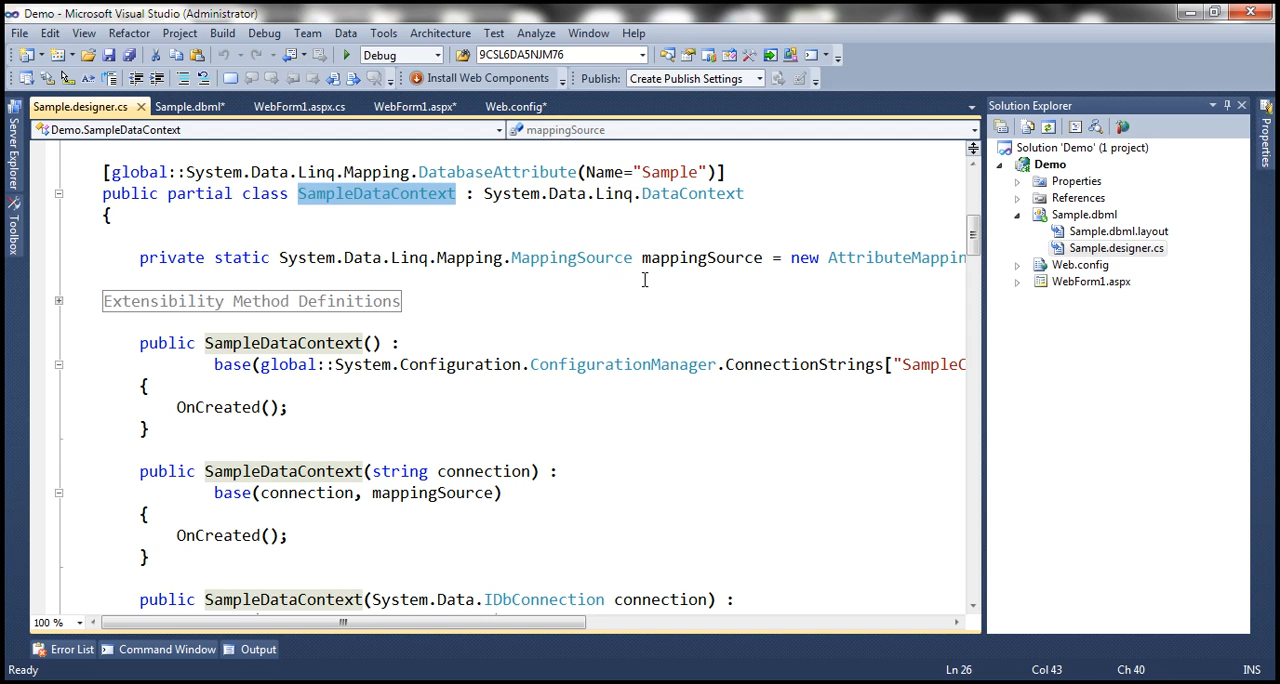 Demo - Microsoft Visual Studio (Administrator)
File Edit View Refactor Project Build Debug Team Data Tools Architecture Test Analyze Window Help
Debug 9CSL6DA5NJM76
Install Web Components Publish: Create Publish Settings
Sample.designer.cs Sample.dbml* WebForm1.aspx.cs WebForm1.aspx* Web.config*
Demo.SampleDataContext mappingSource
[global::System.Data.Linq.Mapping.DatabaseAttribute(Name="Sample")]
public partial class SampleDataContext : System.Data.Linq.DataContext
{
private static System.Data.Linq.Mapping.MappingSource mappingSource = new AttributeMappin
Extensibility Method Definitions
public SampleDataContext() :
base(global::System.Configuration.ConfigurationManager.ConnectionStrings["SampleC
{
OnCreated();
}
public SampleDataContext(string connection) :
base(connection, mappingSource)
{
OnCreated();
}
public SampleDataContext(System.Data.IDbConnection connection) :
100 %
Server Explorer
Toolbox
Solution Explorer
Solution 'Demo' (1 project)
Demo
Properties
References
Sample.dbml
Sample.dbml.layout
Sample.designer.cs
Web.config
WebForm1.aspx
Properties
Error List Command Window Output
Ready Ln 26 Col 43 Ch 40 INS